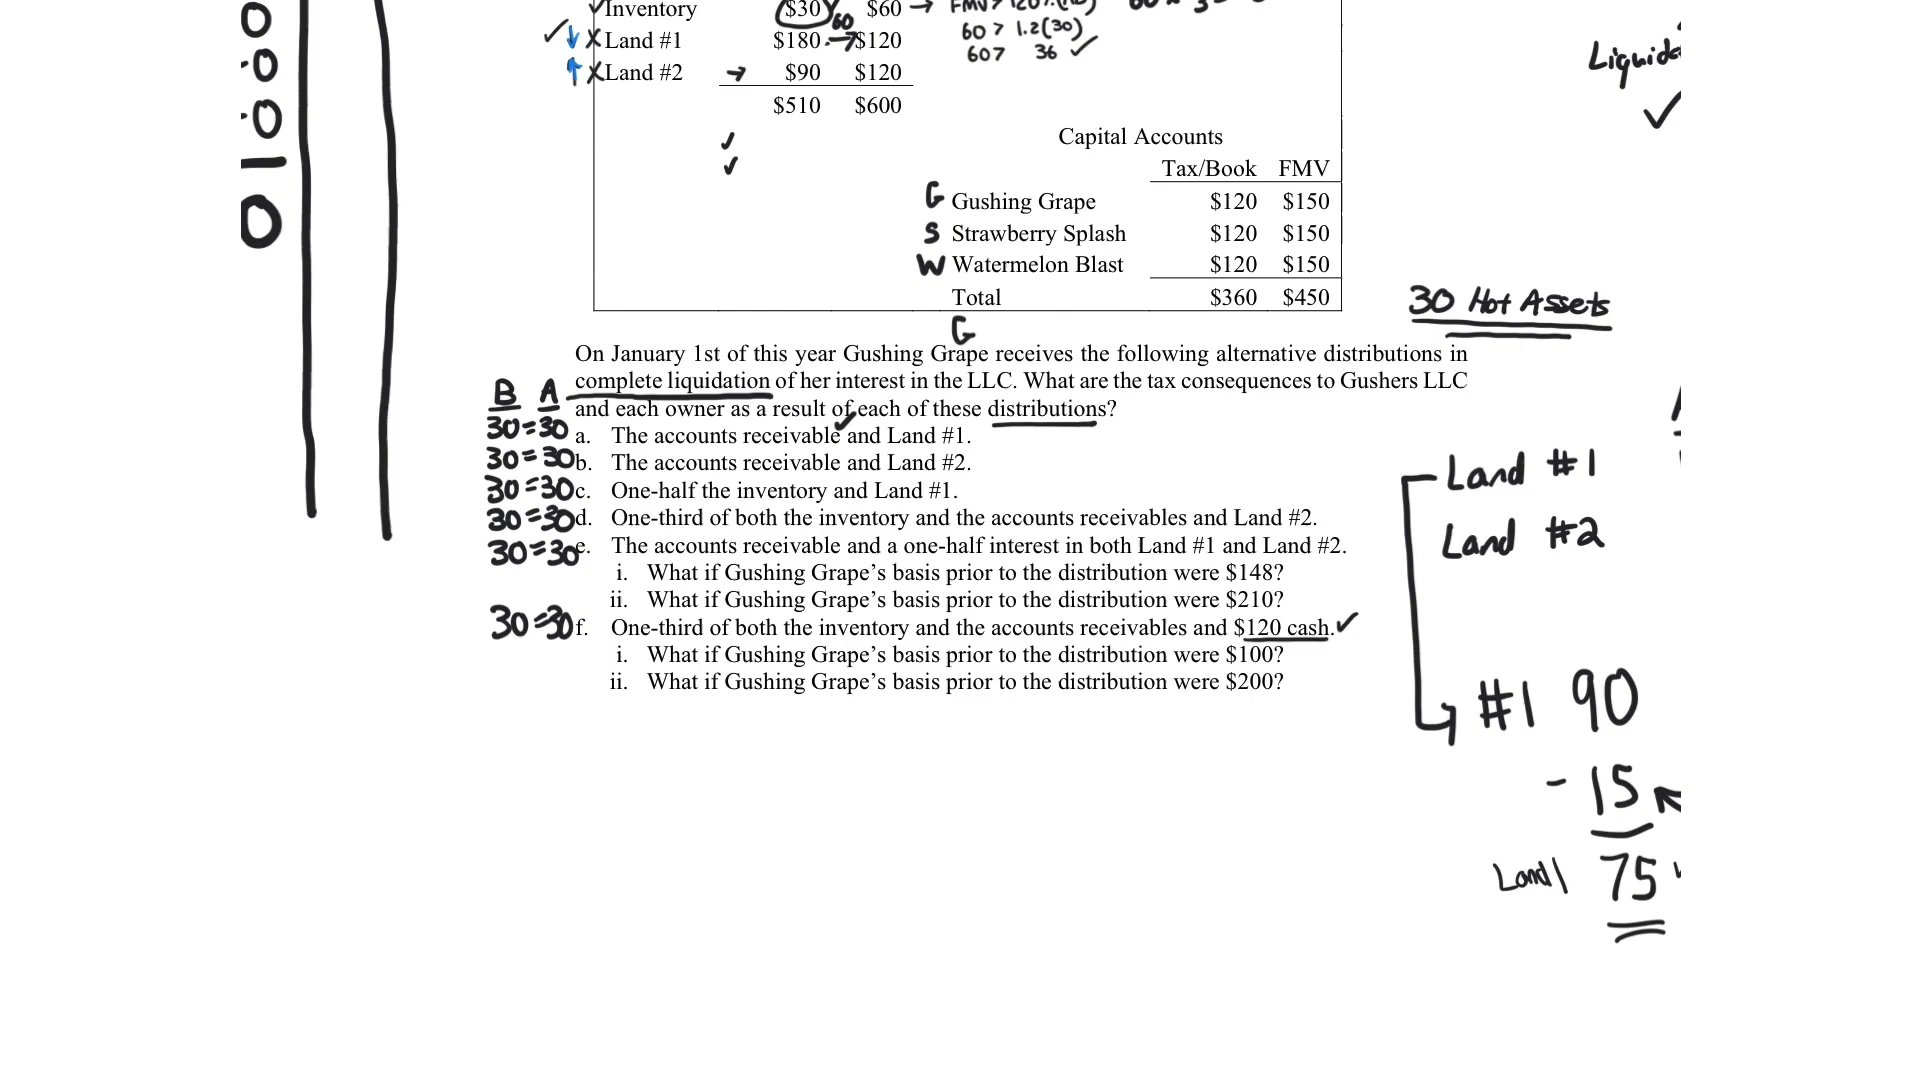 Inventory $30 $60 → FMV > 120%
60
Land #1 $180 → $120
60 > 1.2(30)
60 > 36 ✓
X Land #2 → $90 $120
$510 $600
Liquid
Capital Accounts
Tax/Book FMV
G Gushing Grape $120 $150
S Strawberry Splash $120 $150
W Watermelon Blast $120 $150
Total $360 $450
30 Hot Assets
G
On January 1st of this year Gushing Grape receives the following alternative distributions in
complete liquidation of her interest in the LLC. What are the tax consequences to Gushers LLC
and each owner as a result of each of these distributions?
B A
30=30 a. The accounts receivable and Land #1.
30=30 b. The accounts receivable and Land #2.
30=30 c. One-half the inventory and Land #1.
30=30 d. One-third of both the inventory and the accounts receivables and Land #2.
30=30 e. The accounts receivable and a one-half interest in both Land #1 and Land #2.
i. What if Gushing Grape’s basis prior to the distribution were $148?
ii. What if Gushing Grape’s basis prior to the distribution were $210?
30=30 f. One-third of both the inventory and the accounts receivables and $120 cash. ✓
i. What if Gushing Grape’s basis prior to the distribution were $100?
ii. What if Gushing Grape’s basis prior to the distribution were $200?
Land #1
Land #2
#1 90
- 15
Land 1 75